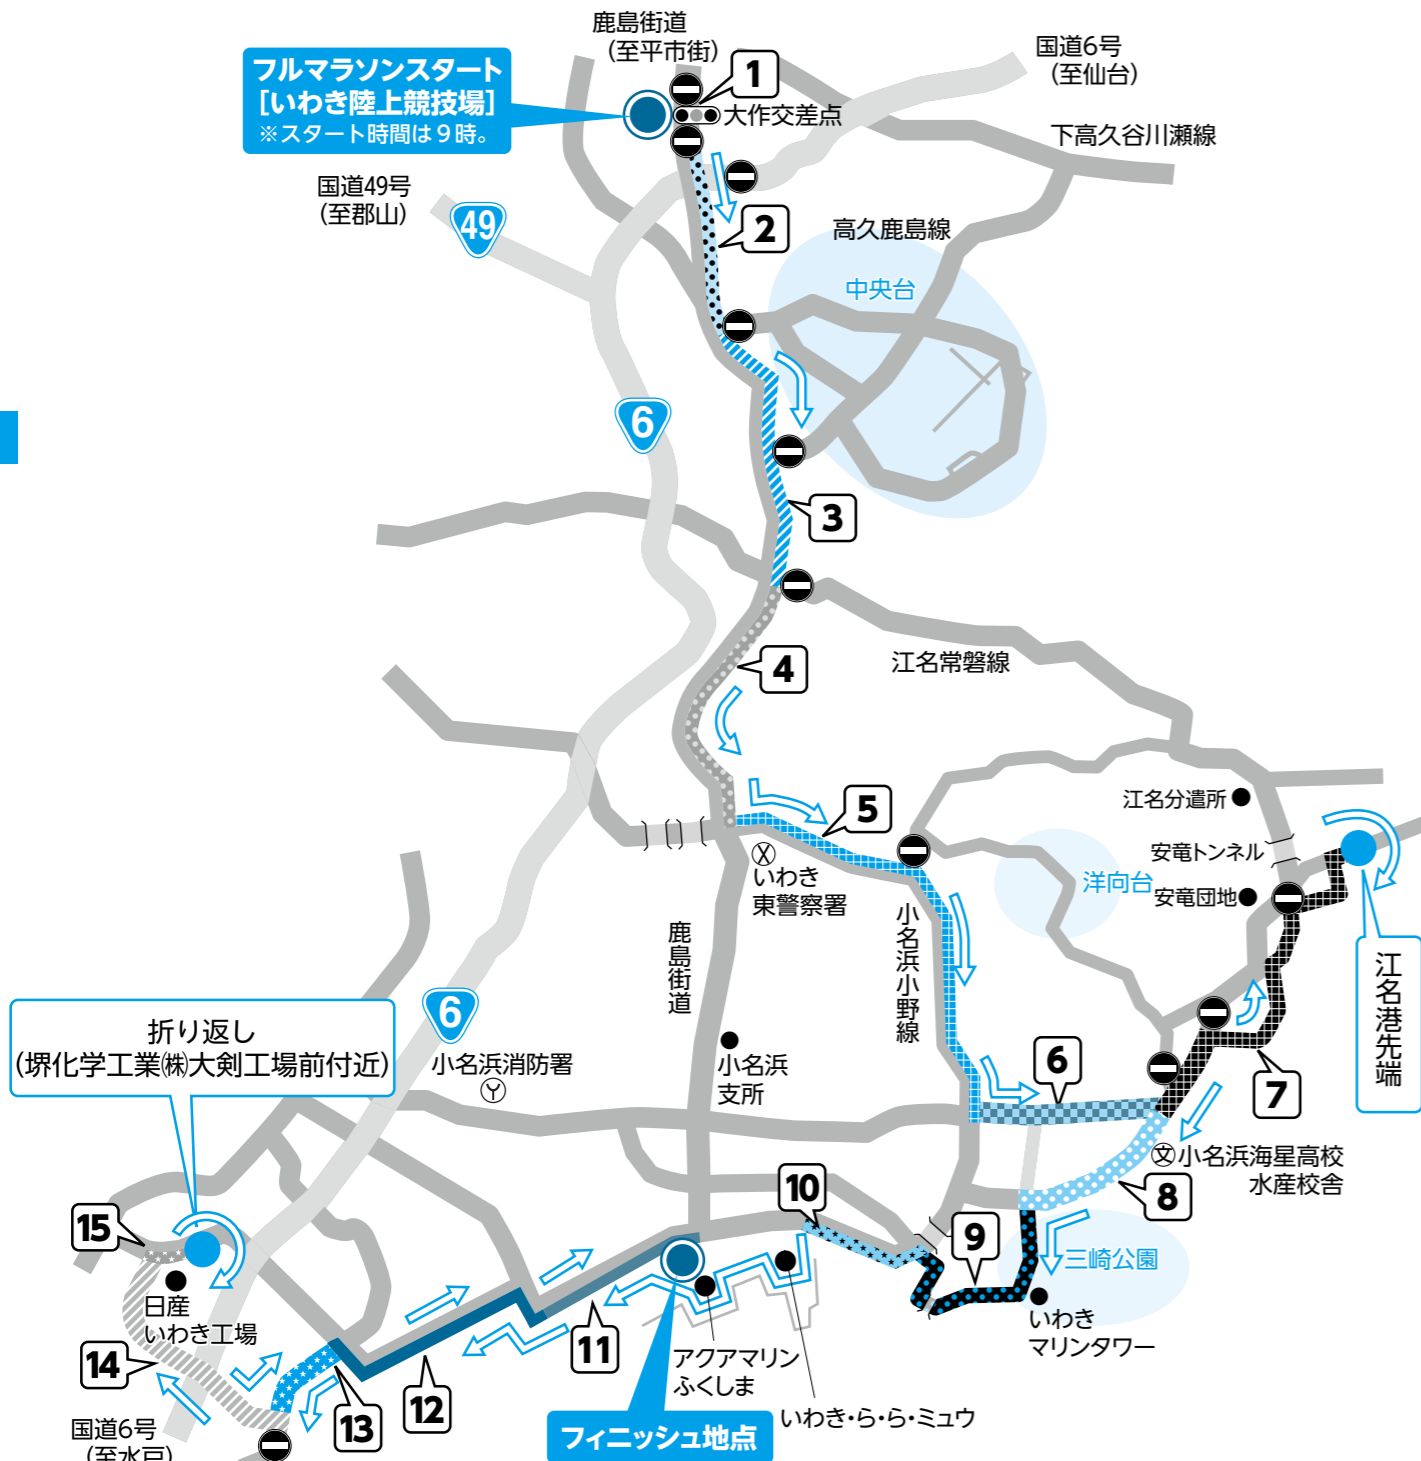 鹿島街道
(至平市街)
国道6号
(至仙台)
フルマラソンスタート
[いわき陸上競技場]
※スタート時間は9時。
1
大作交差点
下高久谷川瀬線
国道49号
(至郡山)
49
2
高久鹿島線
中央台
6
3
4
江名常磐線
5
江名分遣所
安竜トンネル
洋向台
安竜団地
いわき
東警察署
小名浜小野線
鹿島街道
江名港先端
折り返し
(堺化学工業㈱大剣工場前付近)
6
小名浜消防署
小名浜
支所
6
7
文
小名浜海星高校
水産校舎
8
10
9
15
三崎公園
日産
いわき工場
いわき
マリンタワー
14
11
アクアマリン
ふくしま
13
12
いわき・ら・ら・ミュウ
国道6号
(至水戸)
フィニッシュ地点